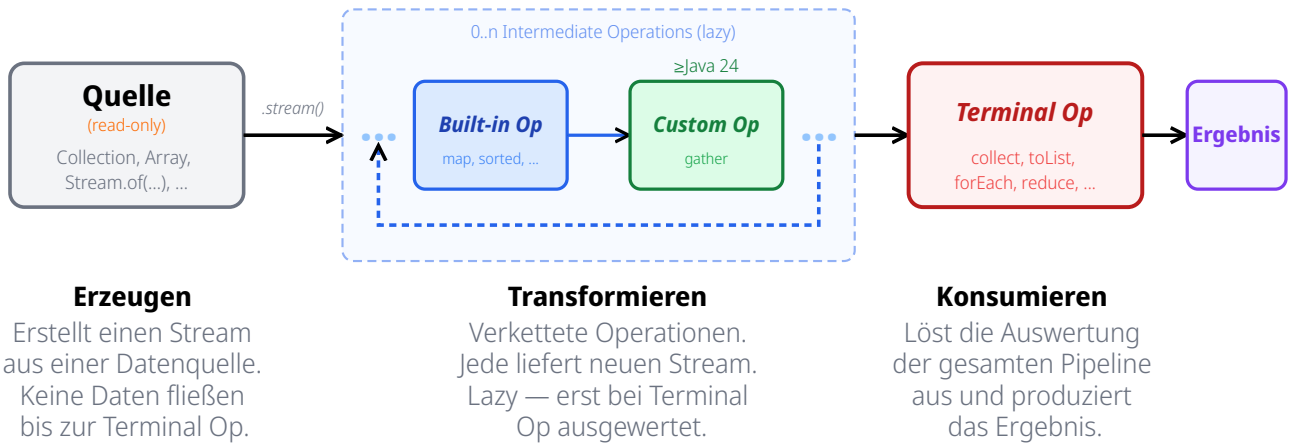 0..n Intermediate Operations (lazy)
≥Java 24
Quelle
(read-only)
Collection, Array,
Stream.of(...), ...
.stream()
Built-in Op
map, sorted, ...
Custom Op
gather
Terminal Op
collect, toList,
forEach, reduce, ...
Ergebnis
Erzeugen
Erstellt einen Stream
aus einer Datenquelle.
Keine Daten fließen
bis zur Terminal Op.
Transformieren
Verkettete Operationen.
Jede liefert neuen Stream.
Lazy — erst bei Terminal
Op ausgewertet.
Konsumieren
Löst die Auswertung
der gesamten Pipeline
aus und produziert
das Ergebnis.